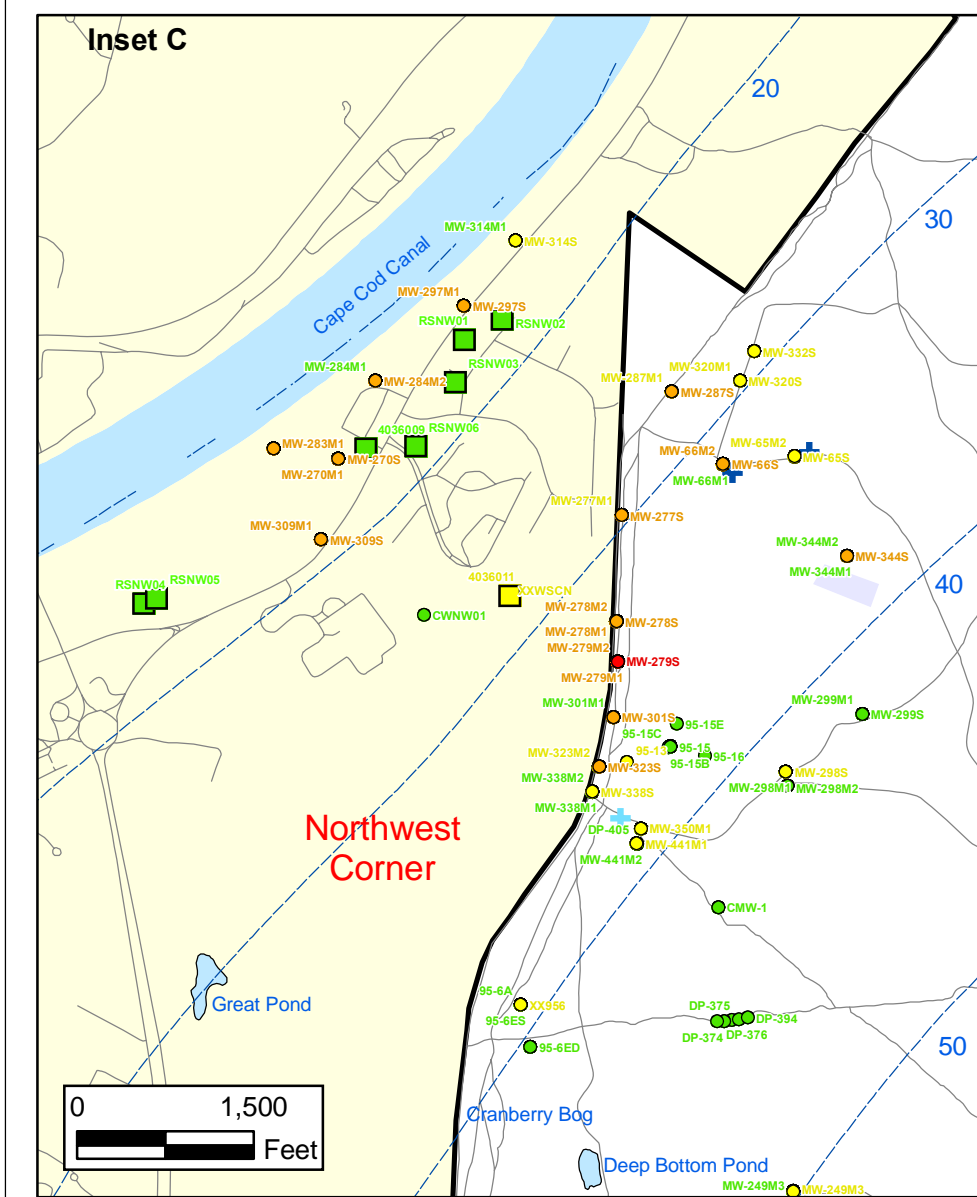 Inset C
20
30
MW-314M1
MW-314S
Cape Cod Canal
MW-297M1
MW-297S
RSNW01
RSNW02
MW-332S
MW-284M1
RSNW03
MW-320M1
MW-287M1
MW-284M2
MW-320S
MW-287S
4036009
RSNW06
MW-283M1
MW-65M2
MW-66M2
MW-65S
MW-270S
MW-66S
MW-270M1
MW-66M1
MW-277M1
MW-277S
MW-309M1
MW-309S
MW-344M2
MW-344S
MW-344M1
40
RSNW04
RSNW05
4036011
XXWSCN
CWNW01
MW-278M2
MW-278S
MW-278M1
MW-279M2
MW-279S
MW-279M1
MW-301M1
MW-301S
MW-299M1
MW-299S
95-15E
95-15C
95-15
95-15B
95-16
95-13
MW-323M2
MW-323S
MW-338M2
MW-338S
MW-338M1
MW-298S
MW-298M1
MW-298M2
DP-405
MW-350M1
MW-441M1
MW-441M2
Northwest
Corner
CMW-1
95-6A
XX956
95-6ES
95-6ED
DP-375
DP-394
DP-374
DP-376
Great Pond
50
0
1,500
Feet
Cranberry Bog
Deep Bottom Pond
MW-249M3
MW-249M3